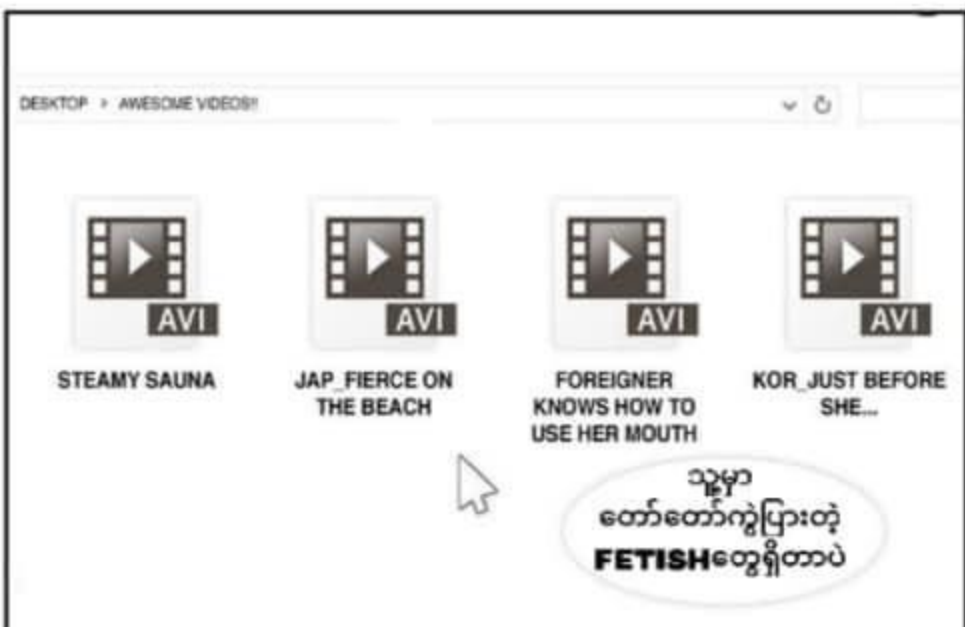 DESKTOP > AWESOME VIDEOS!!
AVI
AVI
AVI
AVI
STEAMY SAUNA
JAP_FIERCE ON
THE BEACH
FOREIGNER
KNOWS HOW TO
USE HER MOUTH
KOR_JUST BEFORE
SHE...
သူ့မှာ
တော်တော်ကွဲပြားတဲ့
FETISHတွေရှိတာပဲ